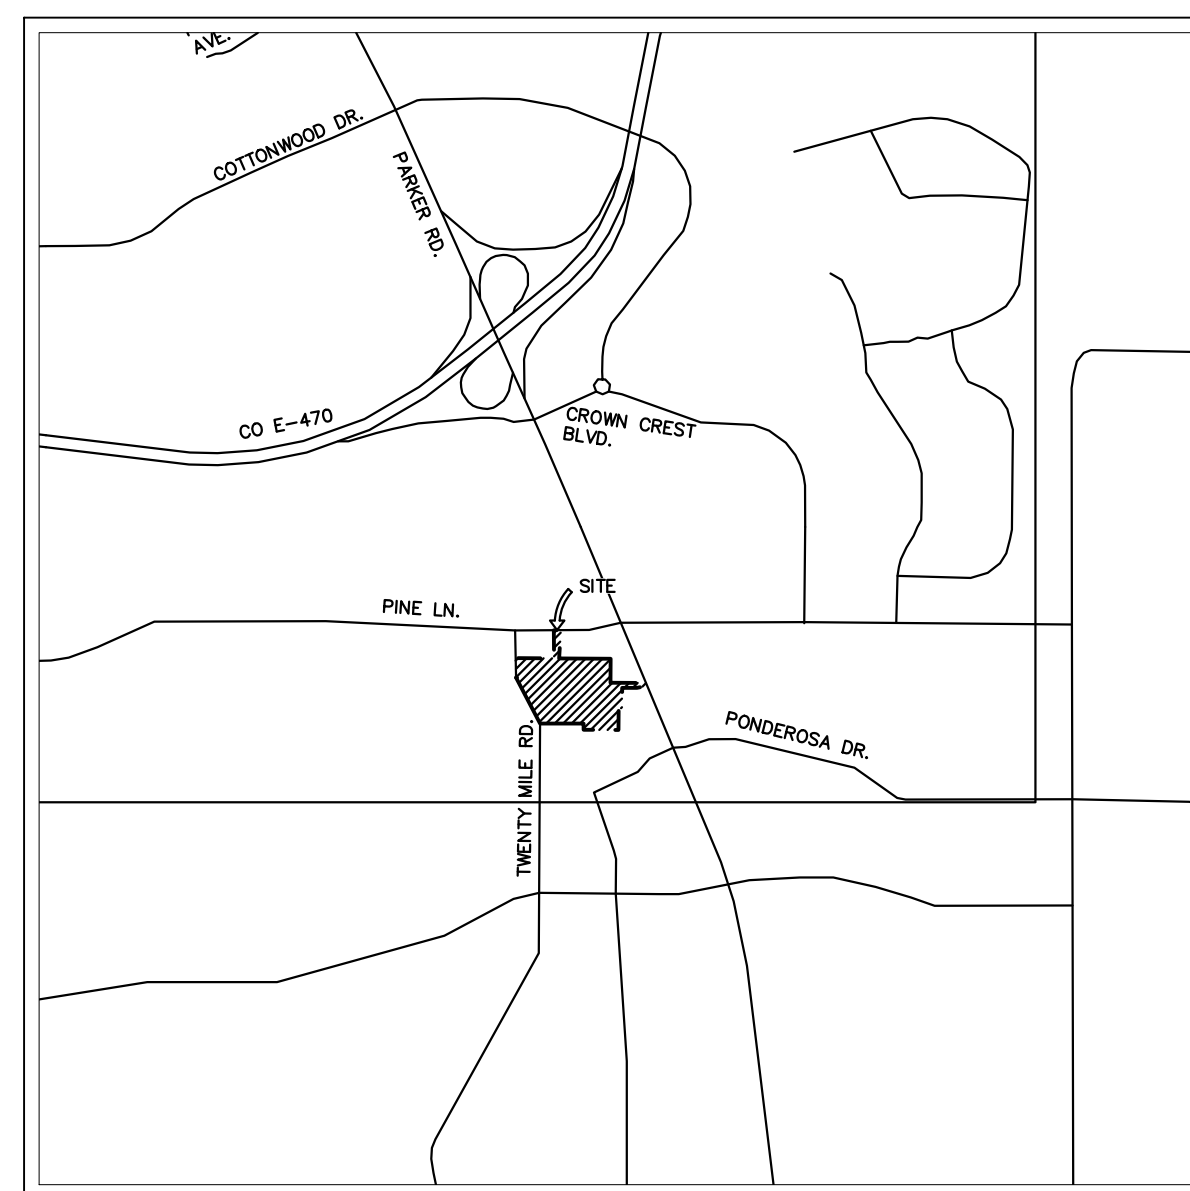 AVE.
COTTONWOOD DR.
PARKER RD.
CO E-470
CROWN CREST
BLVD.
SITE
PINE LN.
PONDEROSA DR.
TWENTY MILE RD.